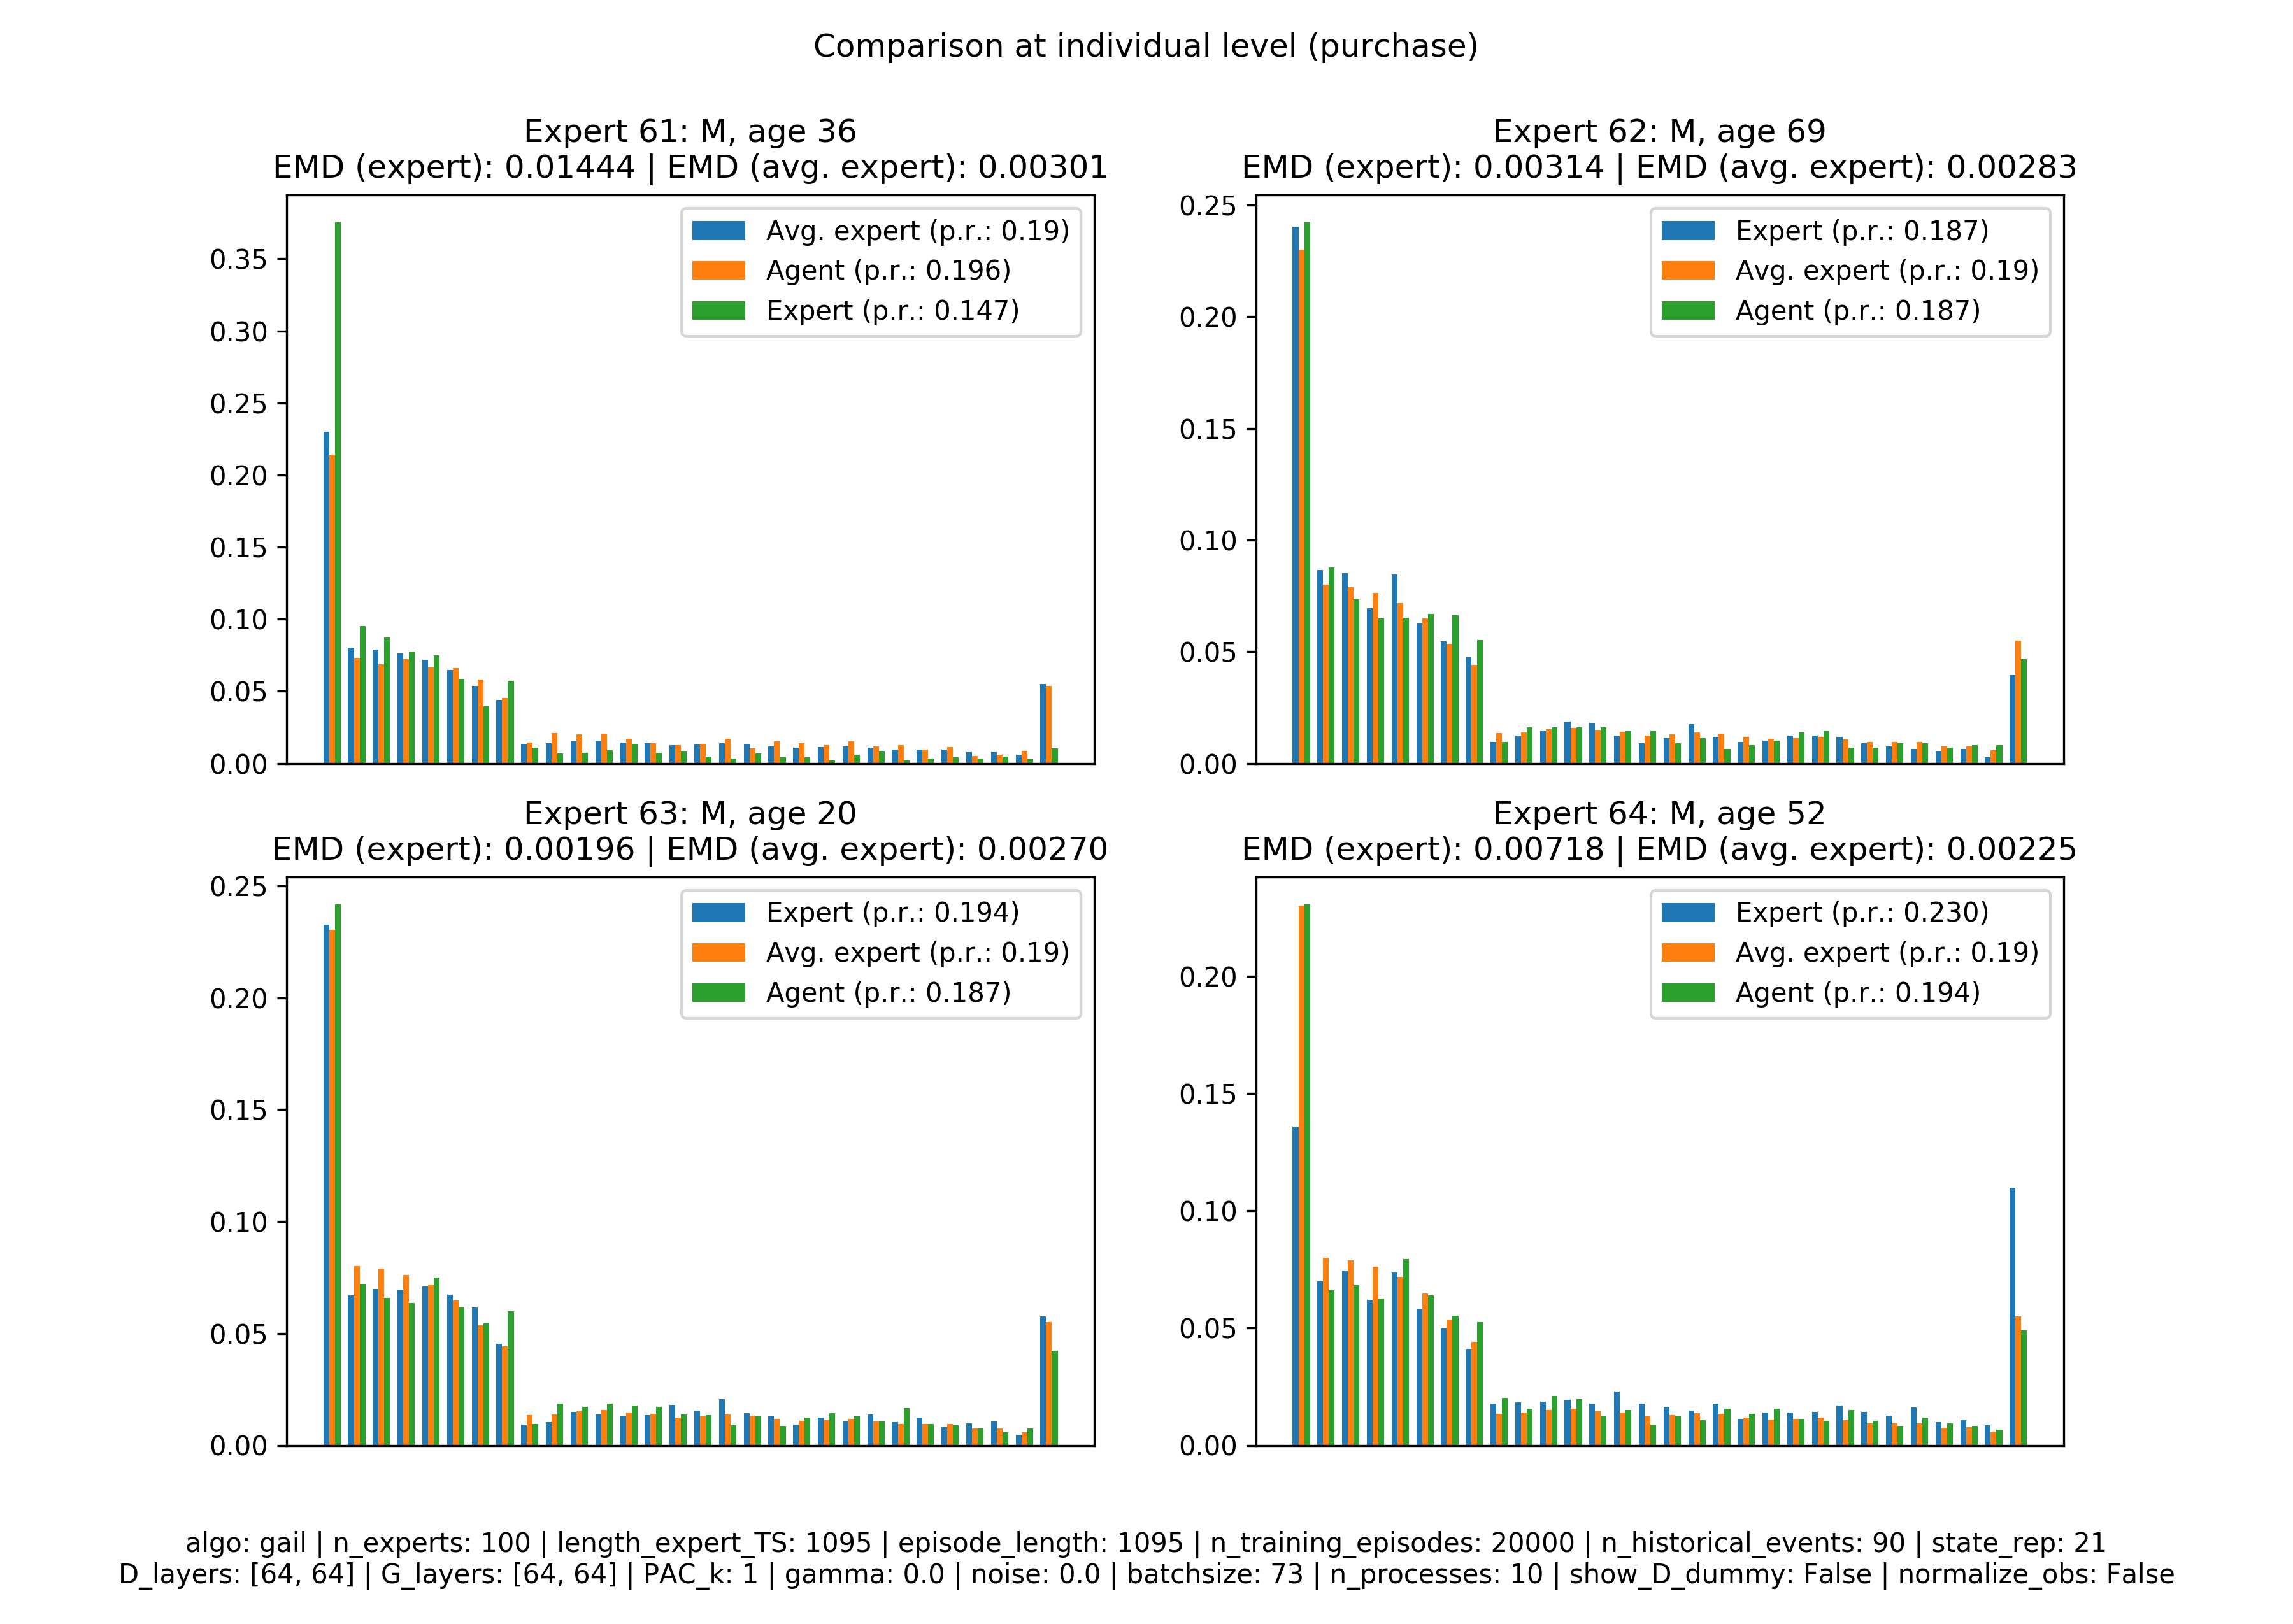 Comparison at individual level (purchase)
Expert 61: M, age 36
EMD (expert): 0.01444 | EMD (avg. expert): 0.00301
0.35
0.30
0.25
0.20
0.15
0.10
0.05
0.00
Avg. expert (p.r.: 0.19)
Agent (p.r.: 0.196)
Expert (p.r.: 0.147)
Expert 62: M, age 69
EMD (expert): 0.00314 | EMD (avg. expert): 0.00283
0.25
0.20
0.15
0.10
0.05
0.00
Expert (p.r.: 0.187)
Avg. expert (p.r.: 0.19)
Agent (p.r.: 0.187)
Expert 63: M, age 20
EMD (expert): 0.00196 | EMD (avg. expert): 0.00270
0.25
0.20
0.15
0.10
0.05
0.00
Expert (p.r.: 0.194)
Avg. expert (p.r.: 0.19)
Agent (p.r.: 0.187)
Expert 64: M, age 52
EMD (expert): 0.00718 | EMD (avg. expert): 0.00225
0.20
0.15
0.10
0.05
0.00
Expert (p.r.: 0.230)
Avg. expert (p.r.: 0.19)
Agent (p.r.: 0.194)
algo: gail | n_experts: 100 | length_expert_TS: 1095 | episode_length: 1095 | n_training_episodes: 20000 | n_historical_events: 90 | state_rep: 21
D_layers: [64, 64] | G_layers: [64, 64] | PAC_k: 1 | gamma: 0.0 | noise: 0.0 | batchsize: 73 | n_processes: 10 | show_D_dummy: False | normalize_obs: False